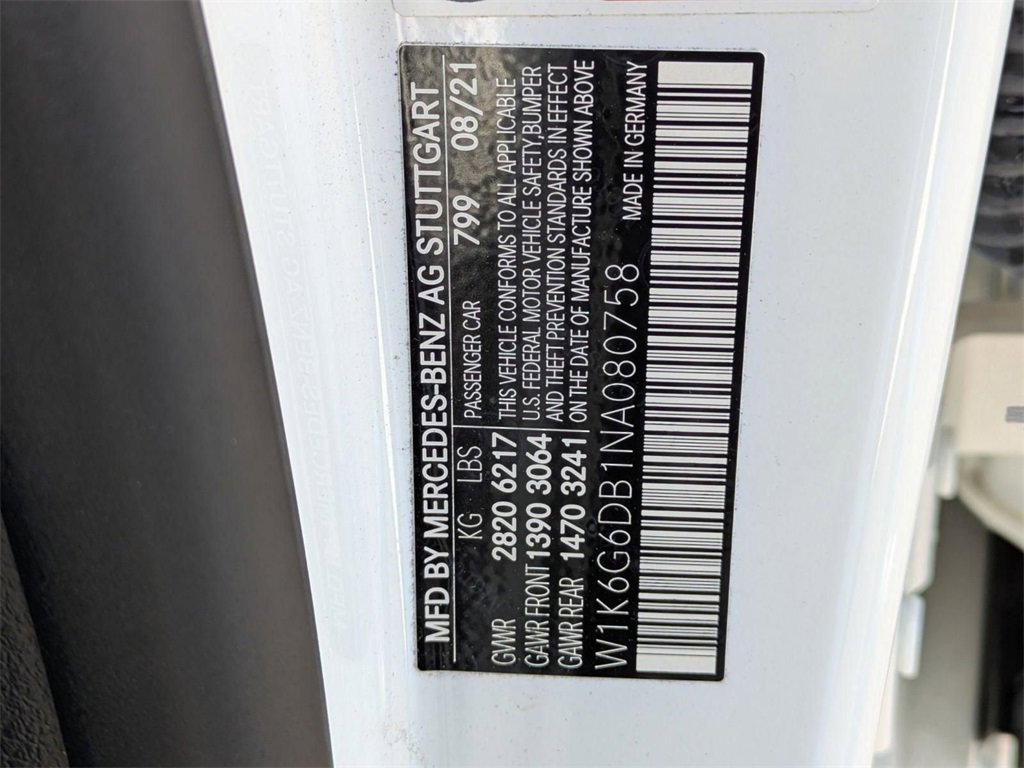 MFD BY MERCEDES-BENZ AG STUTTGART
KG LBS PASSENGER CAR 799 08/21
GVWR 2820 6217 THIS VEHICLE CONFORMS TO ALL APPLICABLE
GAWR FRONT 1390 3064 U.S. FEDERAL MOTOR VEHICLE SAFETY,BUMPER
GAWR REAR 1470 3241 AND THEFT PREVENTION STANDARDS IN EFFECT
ON THE DATE OF MANUFACTURE SHOWN ABOVE
W1K6G6DB1NA080758 MADE IN GERMANY